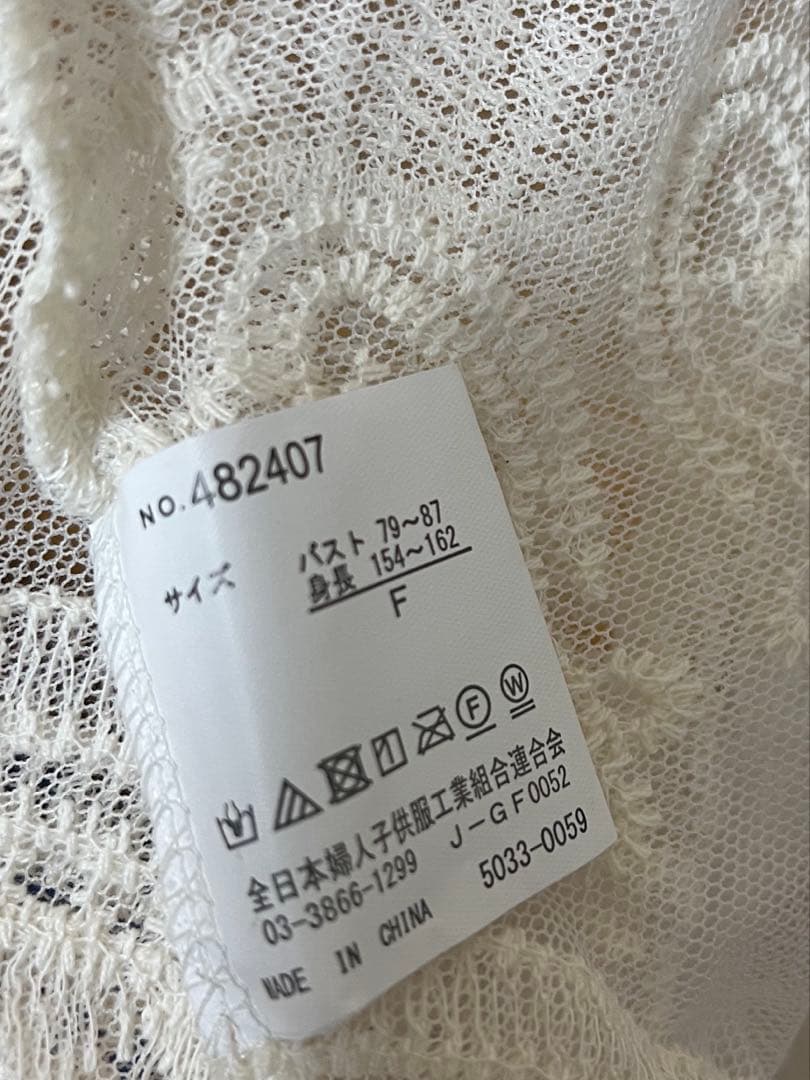 NO.482407
サイズ
バスト 79～87
身長 154～162
F
F W
全日本婦人子供服工業組合連合会
03-3866-1299 J-GF0052
5033-0059
MADE IN CHINA